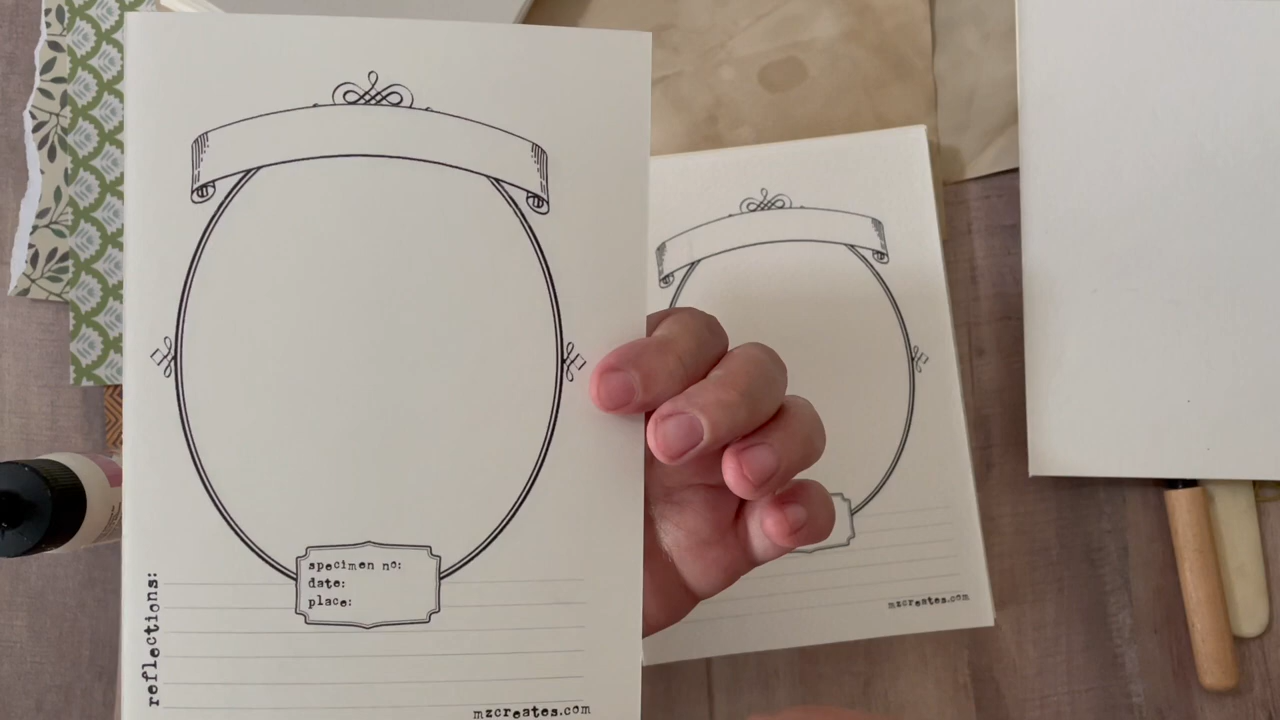 specimen no:
date:
place:
reflections:
mzcreates.com
mzcreates.com